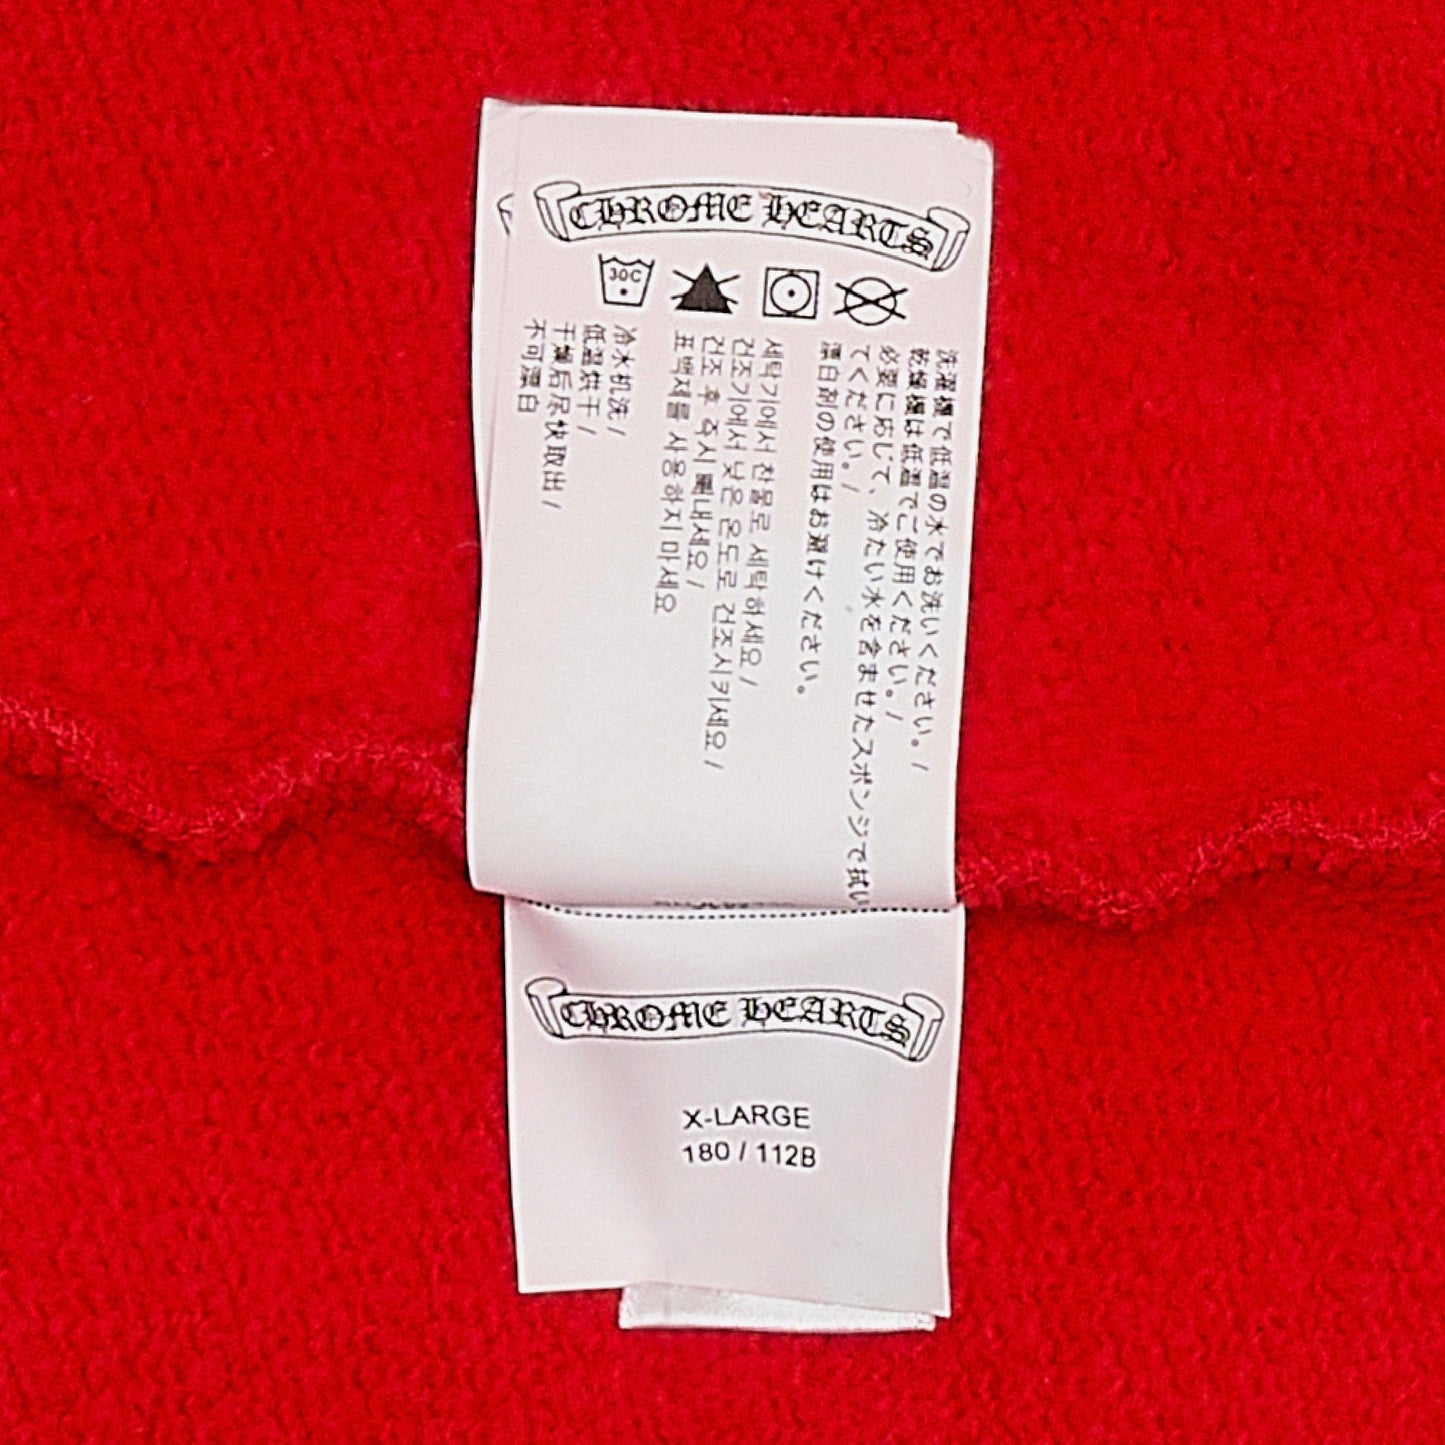 CHROME HEARTS
30C
洗濯機で低温の水でお洗いください。/
乾燥機は低温でご使用ください。/
必要に応じて、冷たい水を含ませたスポンジで拭い
てください。/
漂白剤の使用はお避けください。
세탁기에서 찬물로 세탁하세요 /
건조기에서 낮은 온도로 건조시키세요 /
건조 후 즉시 빼내세요 /
표백제를 사용하지 마세요
冷水机洗 /
低温烘干 /
干燥后尽快取出 /
不可漂白
CHROME HEARTS
X-LARGE
180 / 112B